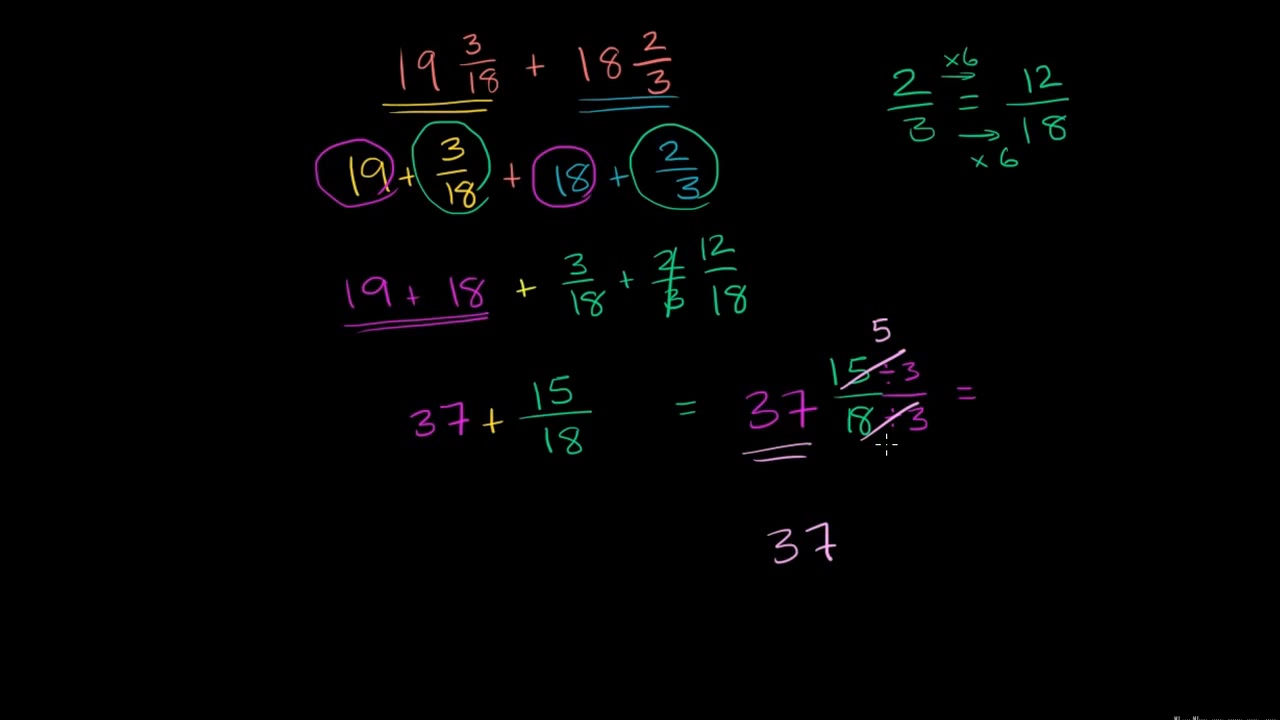 19 3/18 + 18 2/3
2/3 = 12/18
×6
×6
19 + 3/18 + 18 + 2/3
19 + 18 + 3/18 + 2/3 12/18
37 + 15/18 = 37 15÷3/18÷3 =
5
37